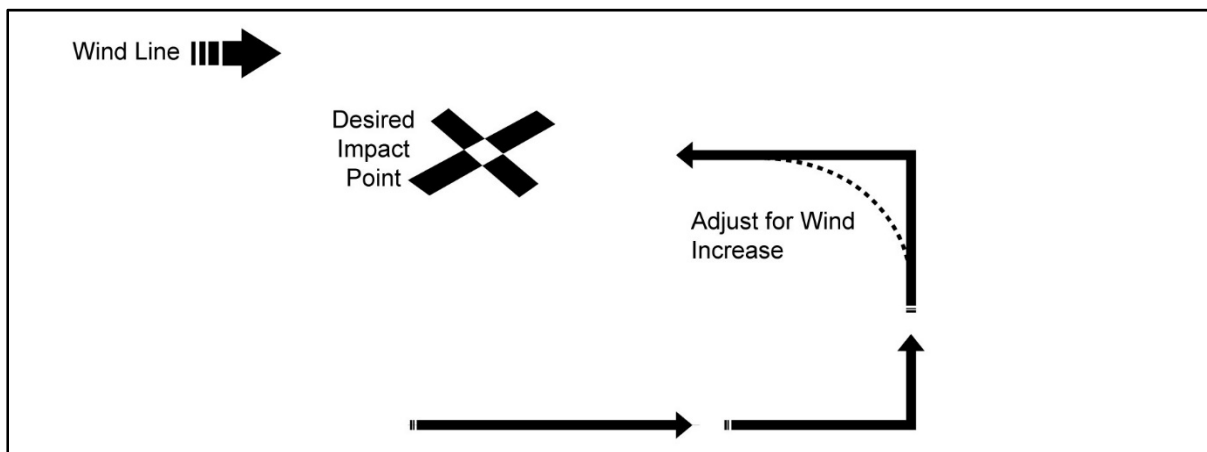 Wind Line
Desired
Impact
Point
Adjust for Wind
Increase